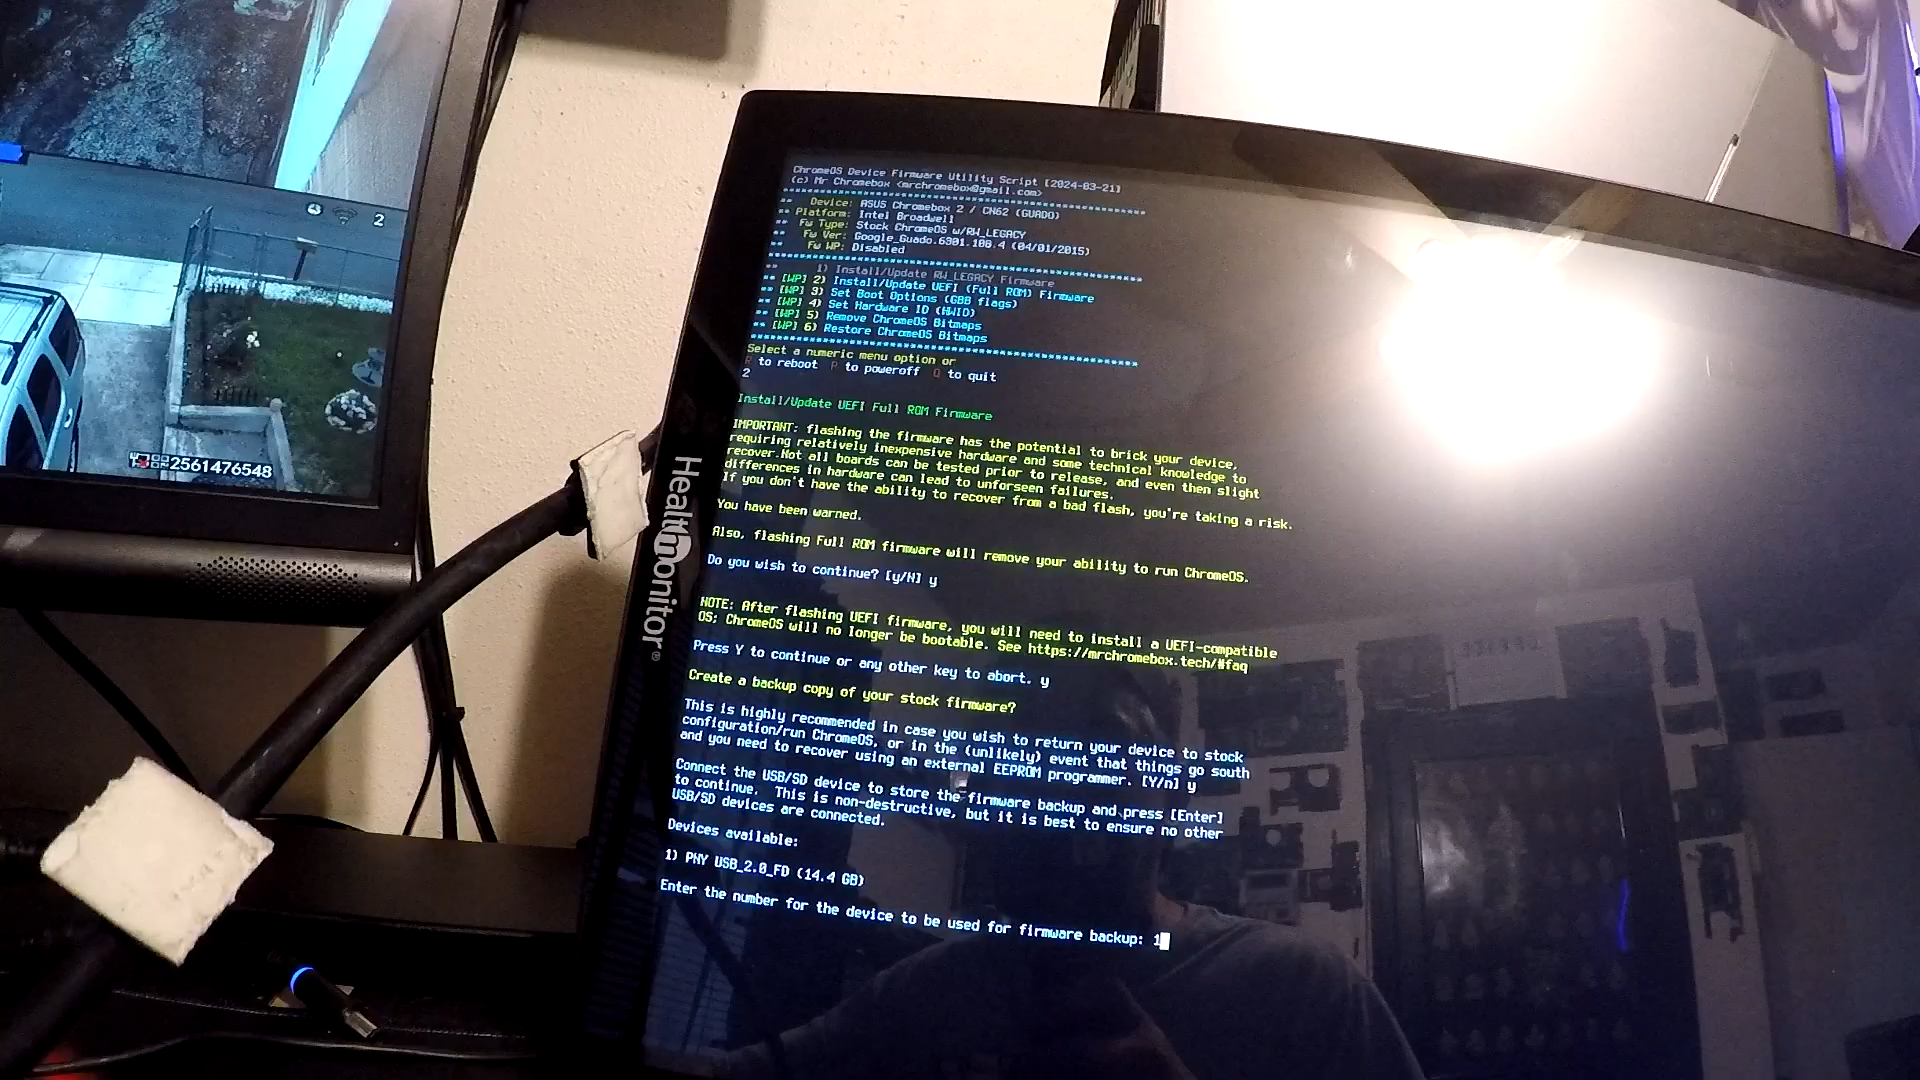 ChromeOS Device Firmware Utility Script [2024-03-21]
(c) Mr Chromebox <mrchromebox@gmail.com>
** Device: ASUS Chromebox 2 / CN62 (GUADO)
** Platform: Intel Broadwell
** Fw Type: Stock ChromeOS w/RW_LEGACY
** Fw Ver: Google_Guado.6301.108.4 (04/01/2015)
** Fw WP: Disabled
** 1) Install/Update RW_LEGACY Firmware
** [WP] 2) Install/Update UEFI (Full ROM) Firmware
** [WP] 3) Set Boot Options (GBB flags)
** [WP] 4) Set Hardware ID (HWID)
** [WP] 5) Remove ChromeOS Bitmaps
** [WP] 6) Restore ChromeOS Bitmaps
Select a numeric menu option or
R to reboot P to poweroff Q to quit
2
Install/Update UEFI Full ROM Firmware
IMPORTANT: flashing the firmware has the potential to brick your device,
requiring relatively inexpensive hardware and some technical knowledge to
recover.Not all boards can be tested prior to release, and even then slight
differences in hardware can lead to unforseen failures.
If you don't have the ability to recover from a bad flash, you're taking a risk.
You have been warned.
Also, flashing Full ROM firmware will remove your ability to run ChromeOS.
Do you wish to continue? [y/N] y
NOTE: After flashing UEFI firmware, you will need to install a UEFI-compatible
OS; ChromeOS will no longer be bootable. See https://mrchromebox.tech/#faq
Press Y to continue or any other key to abort. y
Create a backup copy of your stock firmware?
This is highly recommended in case you wish to return your device to stock
configuration/run ChromeOS, or in the (unlikely) event that things go south
and you need to recover using an external EEPROM programmer. [Y/n] y
Connect the USB/SD device to store the firmware backup and press [Enter]
to continue. This is non-destructive, but it is best to ensure no other
USB/SD devices are connected.
Devices available:
1) PNY USB_2.0_FD (14.4 GB)
Enter the number for the device to be used for firmware backup: 1
Healthmonitor®
2
2561476548